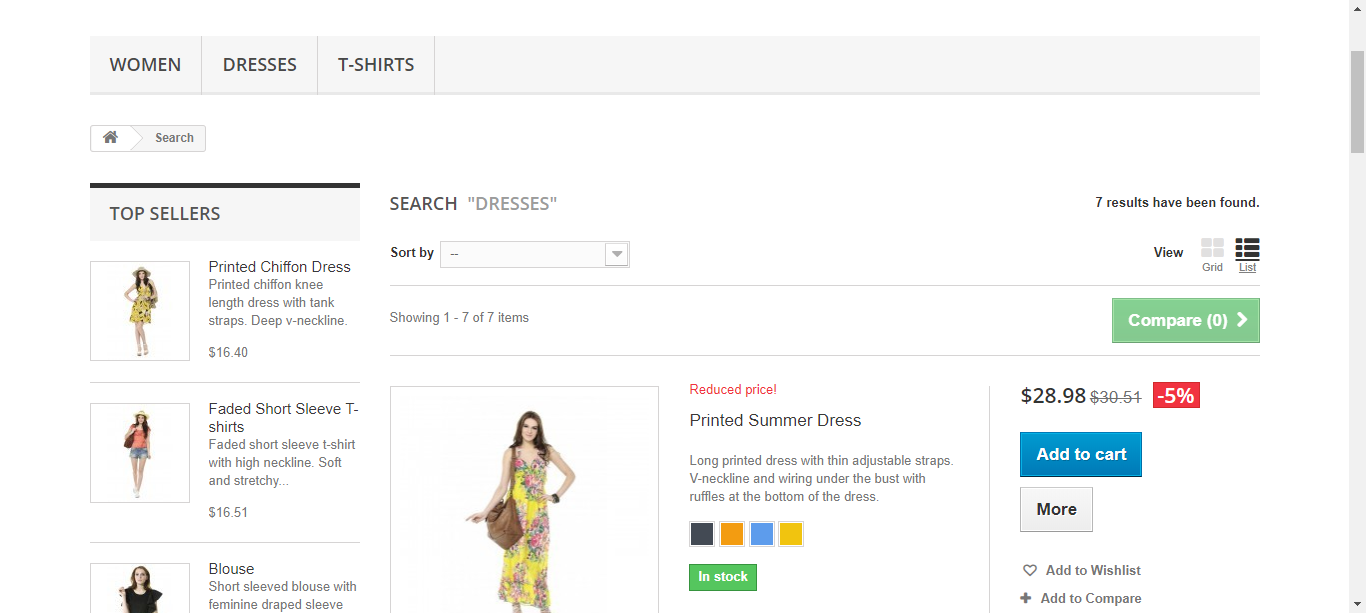 WOMEN
DRESSES
T-SHIRTS
Search
TOP SELLERS
Printed Chiffon Dress
Printed chiffon knee
length dress with tank
straps. Deep v-neckline.
$16.40
Faded Short Sleeve T-
shirts
Faded short sleeve t-shirt
with high neckline. Soft
and stretchy...
$16.51
Blouse
Short sleeved blouse with
feminine draped sleeve
SEARCH "DRESSES"
7 results have been found.
Sort by
--
View
Grid
List
Showing 1 - 7 of 7 items
Compare (0)
Reduced price!
Printed Summer Dress
Long printed dress with thin adjustable straps.
V-neckline and wiring under the bust with
ruffles at the bottom of the dress.
In stock
$28.98 $30.51 -5%
Add to cart
More
Add to Wishlist
Add to Compare